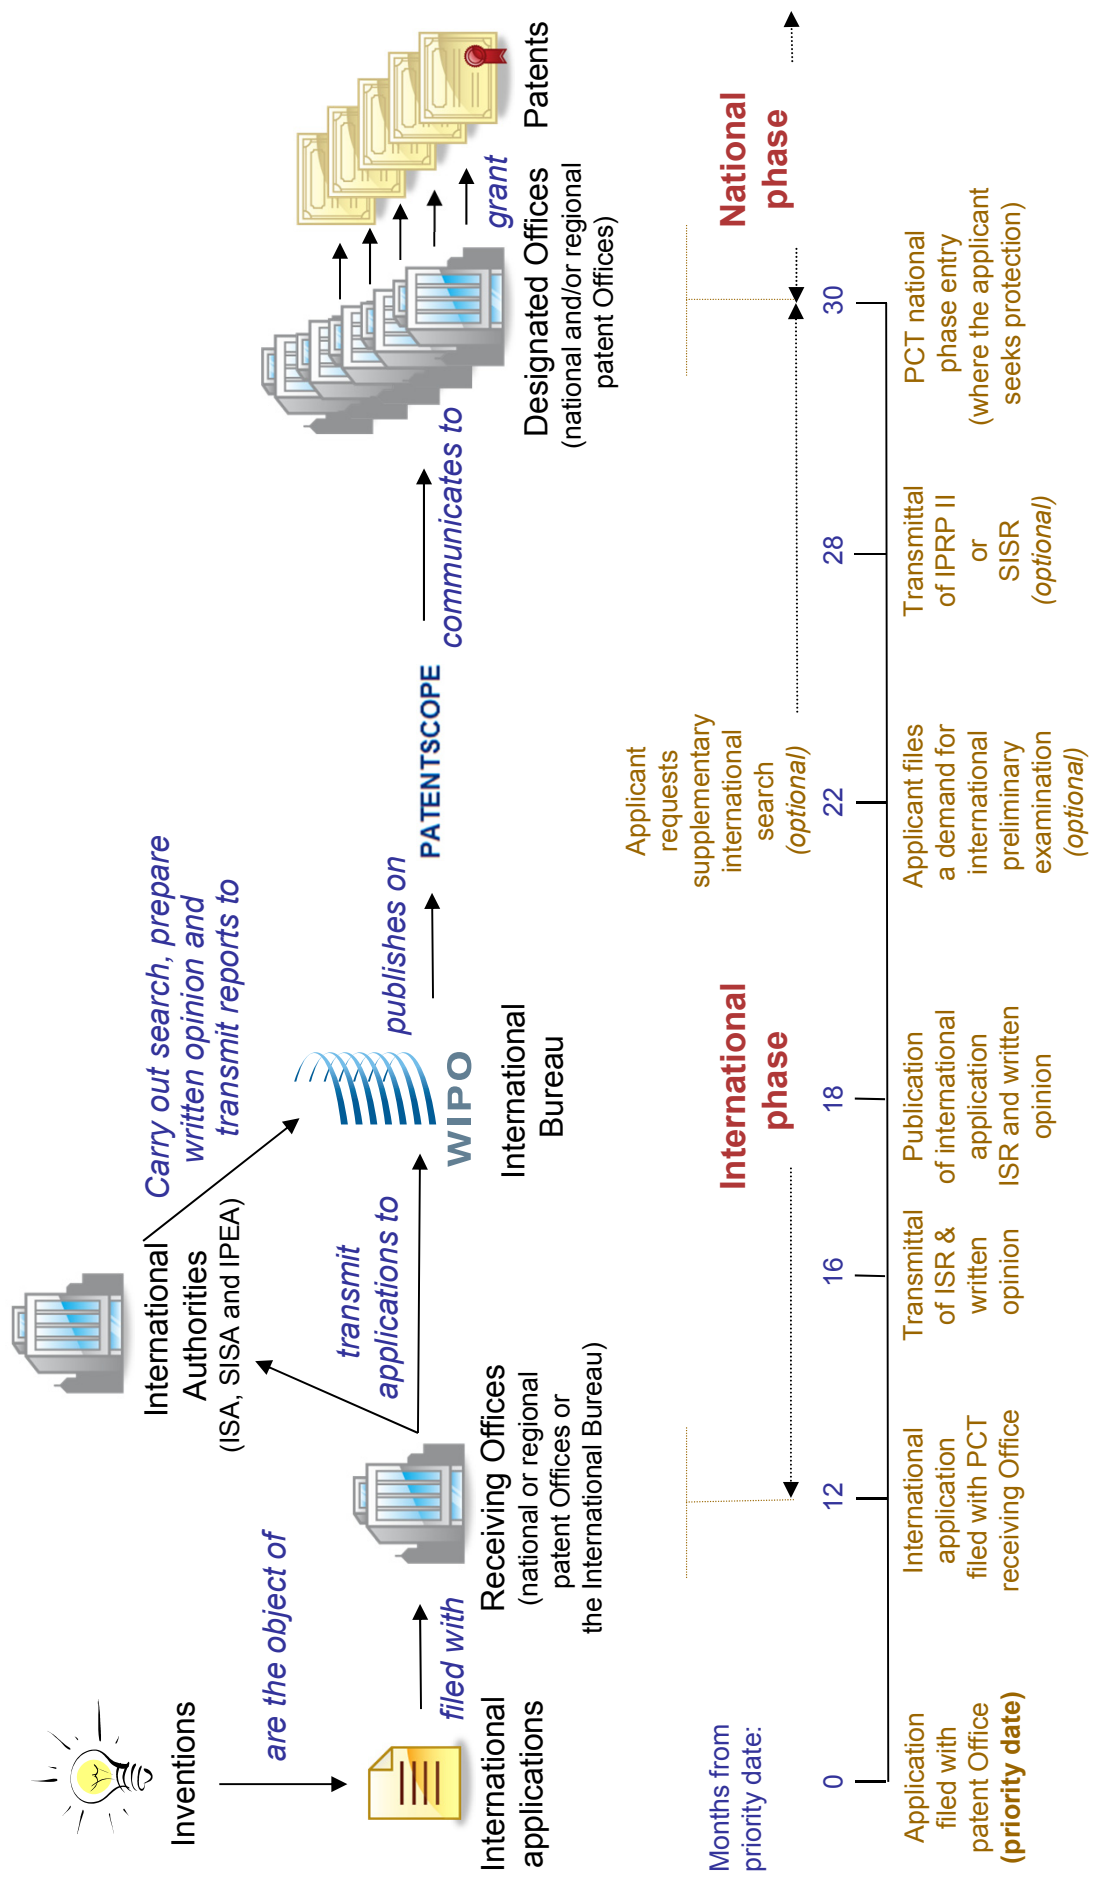 Inventions
are the object of
International
applications
filed with
Receiving Offices
(national or regional
patent Offices or
the International Bureau)
transmit
applications to
International
Authorities
(ISA, SISA and IPEA)
Carry out search, prepare
written opinion and
transmit reports to
WIPO
International
Bureau
publishes on
PATENTSCOPE
communicates to
Designated Offices
(national and/or regional
patent Offices)
grant
Patents
International
phase
National
phase
Applicant
requests
supplementary
international
search
(optional)
Months from
priority date:
0
12
16
18
22
28
30
Application
filed with
patent Office
(priority date)
International
application
filed with PCT
receiving Office
Transmittal
of ISR &
written
opinion
Publication
of international
application
ISR and written
opinion
Applicant files
a demand for
international
preliminary
examination
(optional)
Transmittal
of IPRP II
or
SISR
(optional)
PCT national
phase entry
(where the applicant
seeks protection)